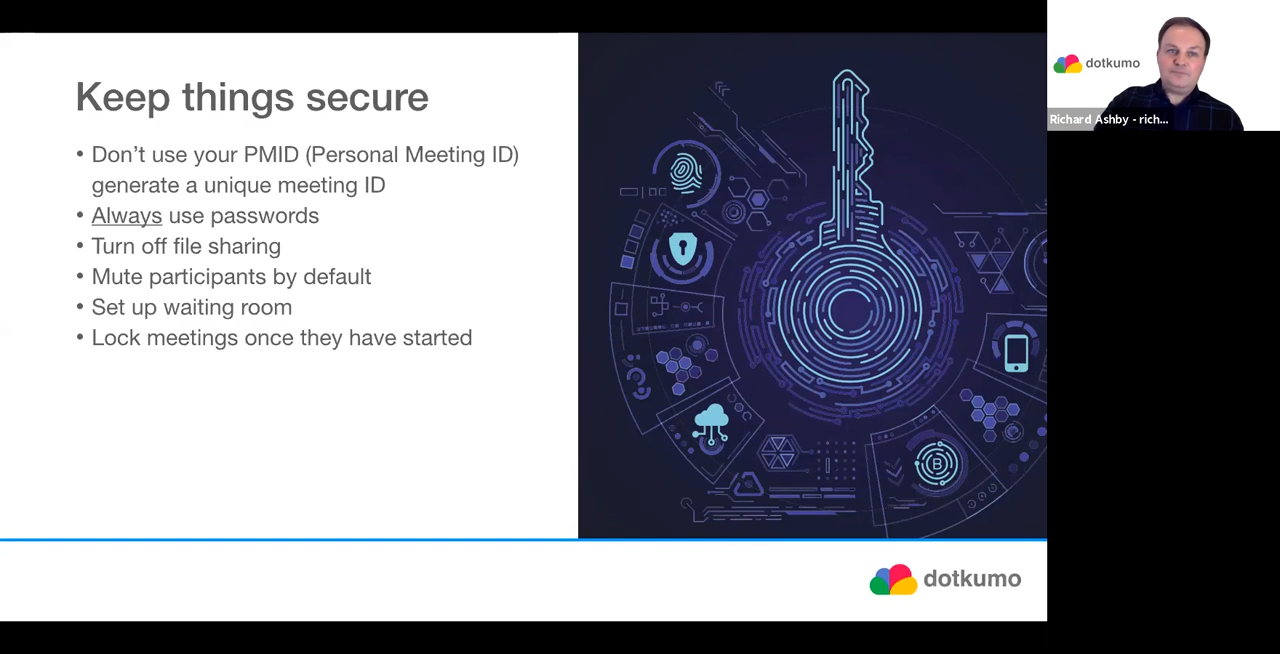 Keep things secure
• Don’t use your PMID (Personal Meeting ID)
generate a unique meeting ID
• Always use passwords
• Turn off file sharing
• Mute participants by default
• Set up waiting room
• Lock meetings once they have started
B
dotkumo
dotkumo
Richard Ashby - rich...